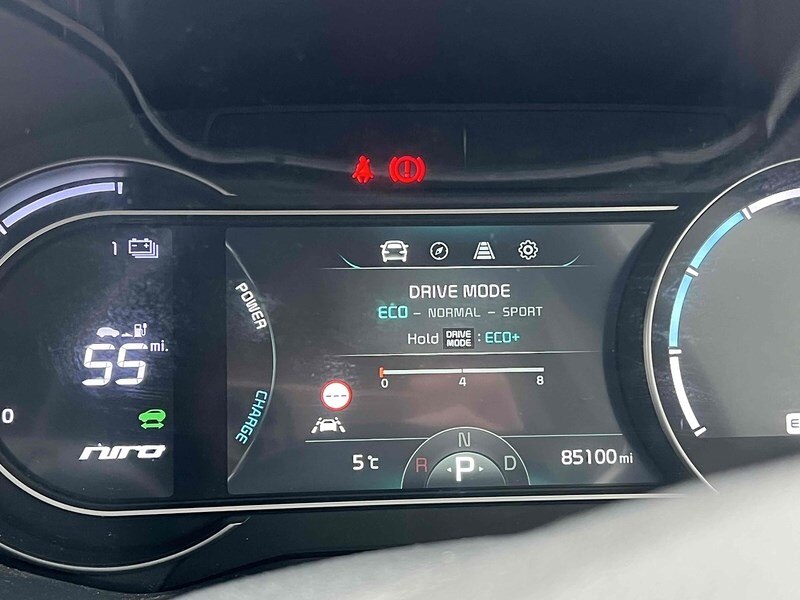 1
55 mi.
0
niro
POWER
CHARGE
DRIVE MODE
ECO – NORMAL – SPORT
Hold DRIVE MODE : ECO+
0 4 8
5℃
R N D
P
85100 mi
E